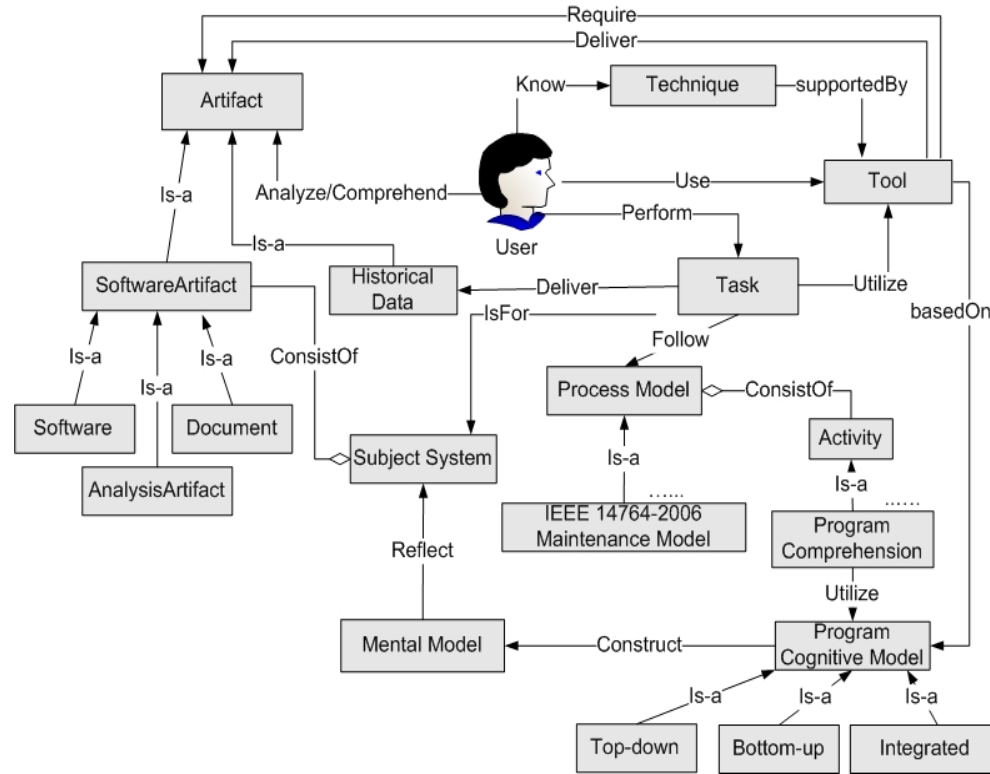 Require
Deliver
Artifact
Know
Technique
supportedBy
Is-a
Analyze/Comprehend
Use
Tool
User
Perform
Is-a
SoftwareArtifact
Historical
Data
Deliver
Task
Utilize
basedOn
IsFor
Follow
ConsistOf
Is-a
Is-a
Is-a
Process Model
ConsistOf
Software
Document
Activity
Subject System
Is-a
Is-a
AnalysisArtifact
......
......
IEEE 14764-2006
Maintenance Model
Program
Comprehension
Reflect
Utilize
Mental Model
Construct
Program
Cognitive Model
Is-a
Is-a
Is-a
Top-down
Bottom-up
Integrated